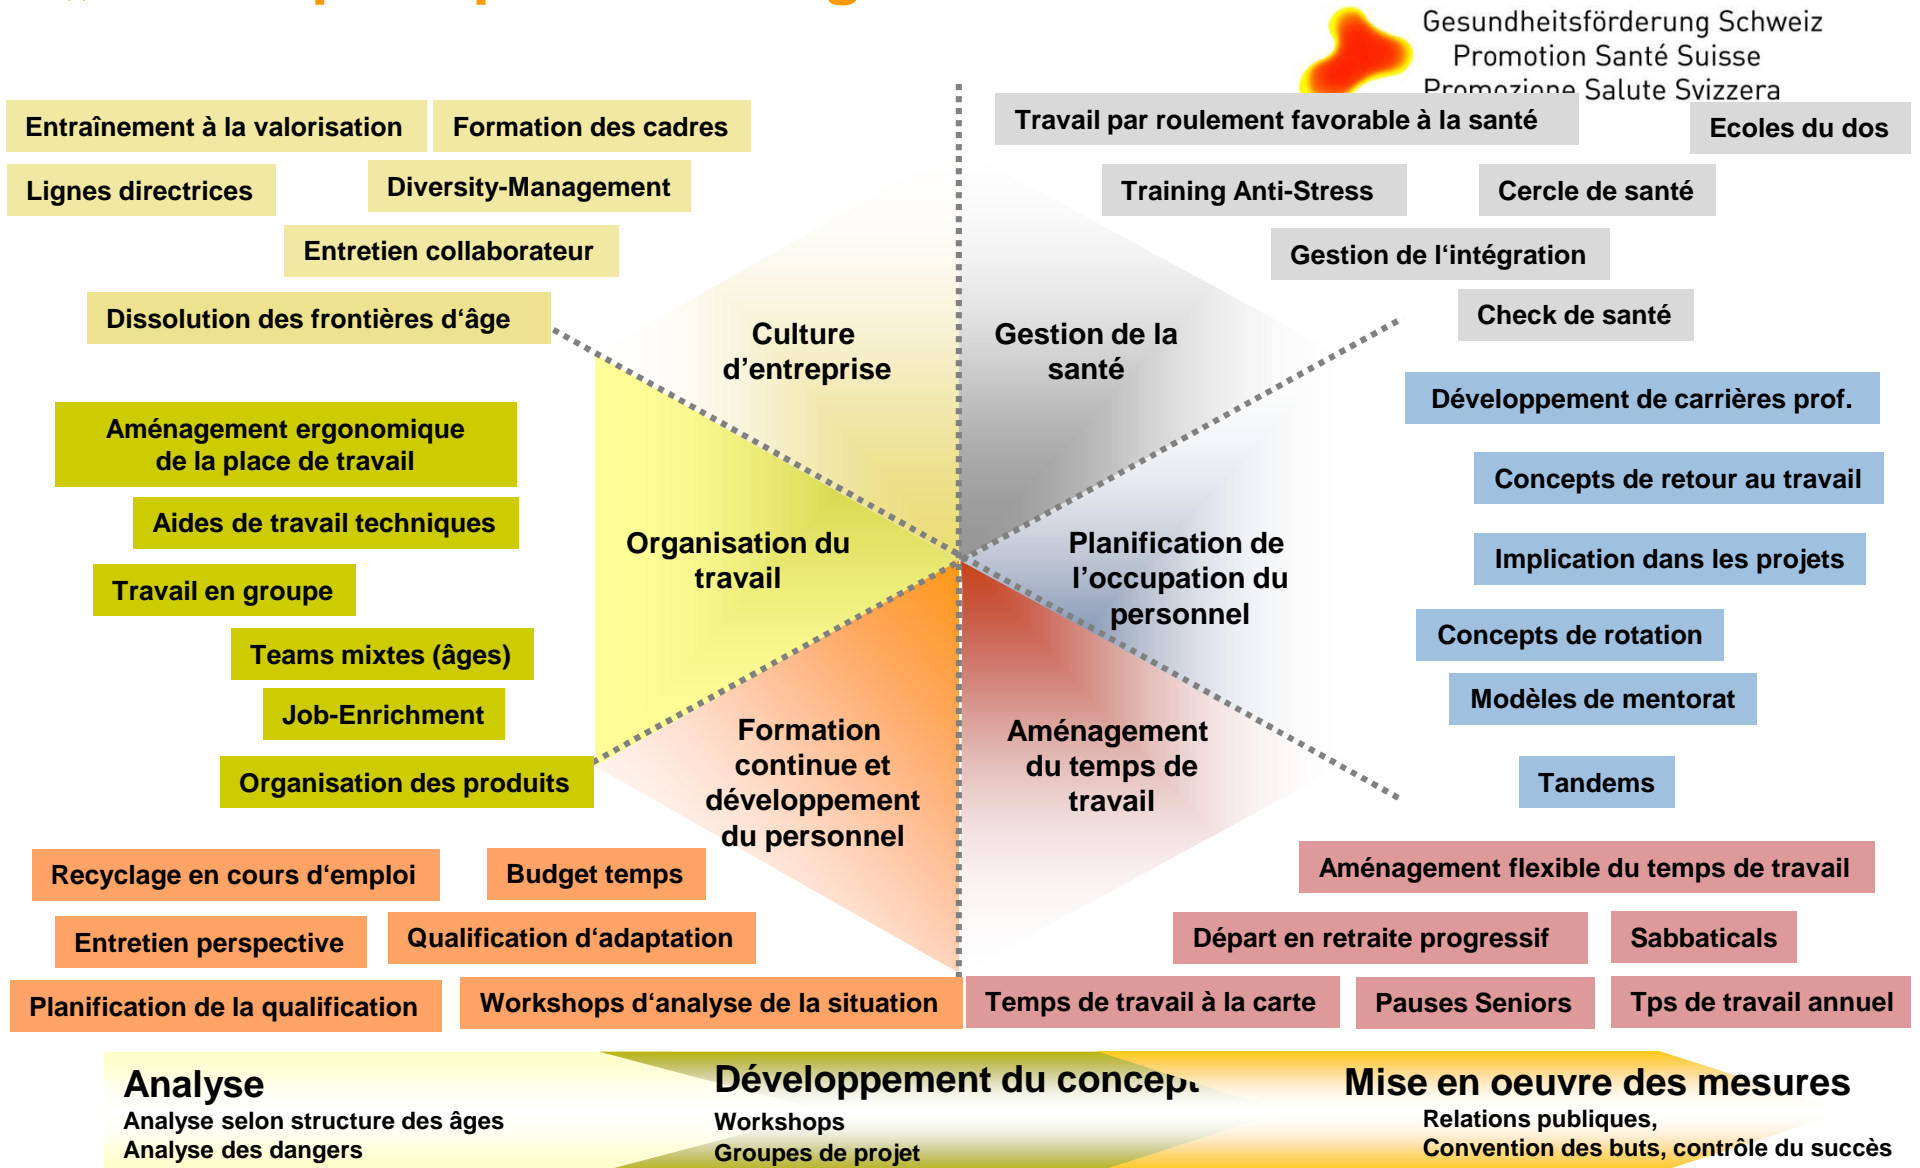 Gesundheitsförderung Schweiz
Promotion Santé Suisse
Promozione Salute Svizzera
Entraînement à la valorisation
Formation des cadres
Lignes directrices
Diversity-Management
Entretien collaborateur
Dissolution des frontières d‘âge
Travail par roulement favorable à la santé
Ecoles du dos
Training Anti-Stress
Cercle de santé
Gestion de l‘intégration
Check de santé
Culture
d’entreprise
Gestion de la
santé
Aménagement ergonomique
de la place de travail
Aides de travail techniques
Travail en groupe
Teams mixtes (âges)
Job-Enrichment
Organisation des produits
Organisation du
travail
Planification de
l’occupation du
personnel
Développement de carrières prof.
Concepts de retour au travail
Implication dans les projets
Concepts de rotation
Modèles de mentorat
Tandems
Formation
continue et
développement
du personnel
Aménagement
du temps de
travail
Recyclage en cours d‘emploi
Budget temps
Entretien perspective
Qualification d‘adaptation
Planification de la qualification
Workshops d‘analyse de la situation
Aménagement flexible du temps de travail
Départ en retraite progressif
Sabbaticals
Temps de travail à la carte
Pauses Seniors
Tps de travail annuel
Analyse
Analyse selon structure des âges
Analyse des dangers
Développement du concept
Workshops
Groupes de projet
Mise en oeuvre des mesures
Relations publiques,
Convention des buts, contrôle du succès